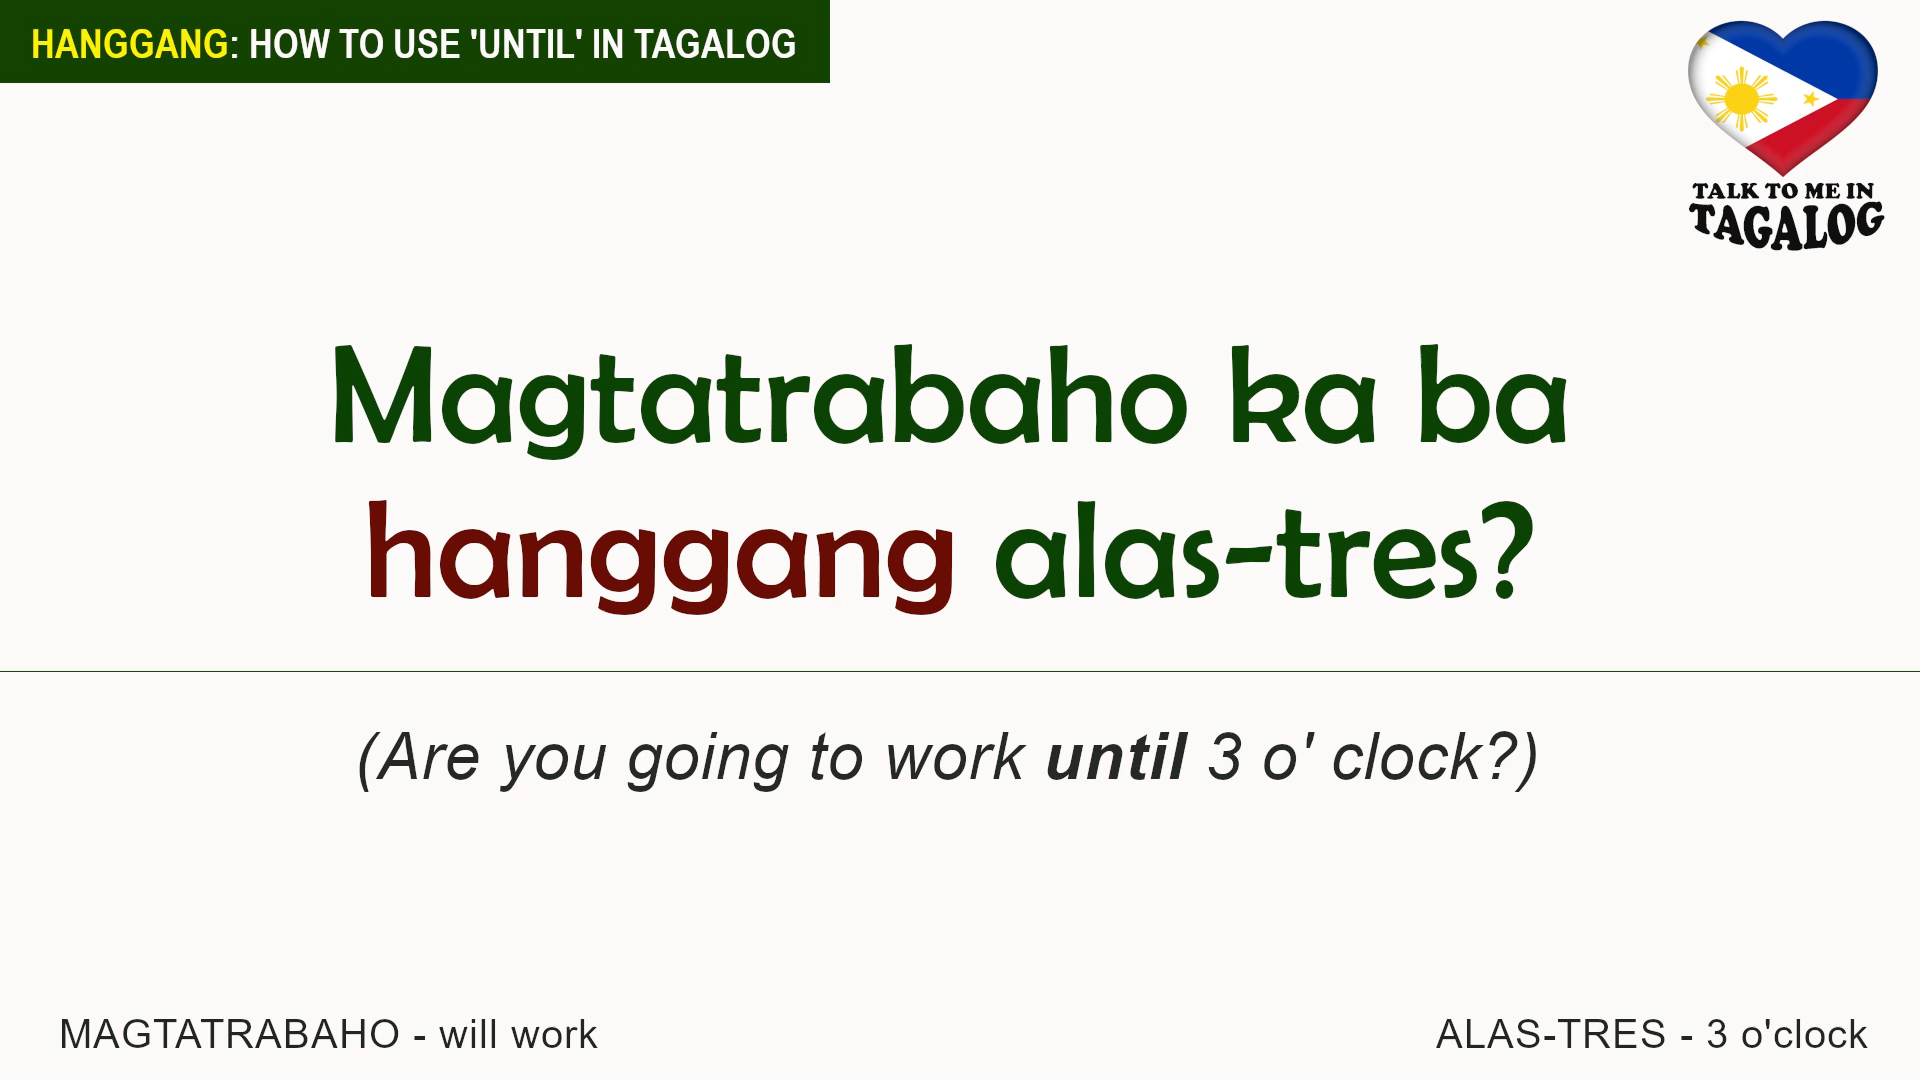 HANGGANG: HOW TO USE 'UNTIL' IN TAGALOG
TALK TO ME IN
TAGALOG
Magtatrabaho ka ba
hanggang alas-tres?
(Are you going to work until 3 o' clock?)
MAGTATRABAHO - will work
ALAS-TRES - 3 o'clock